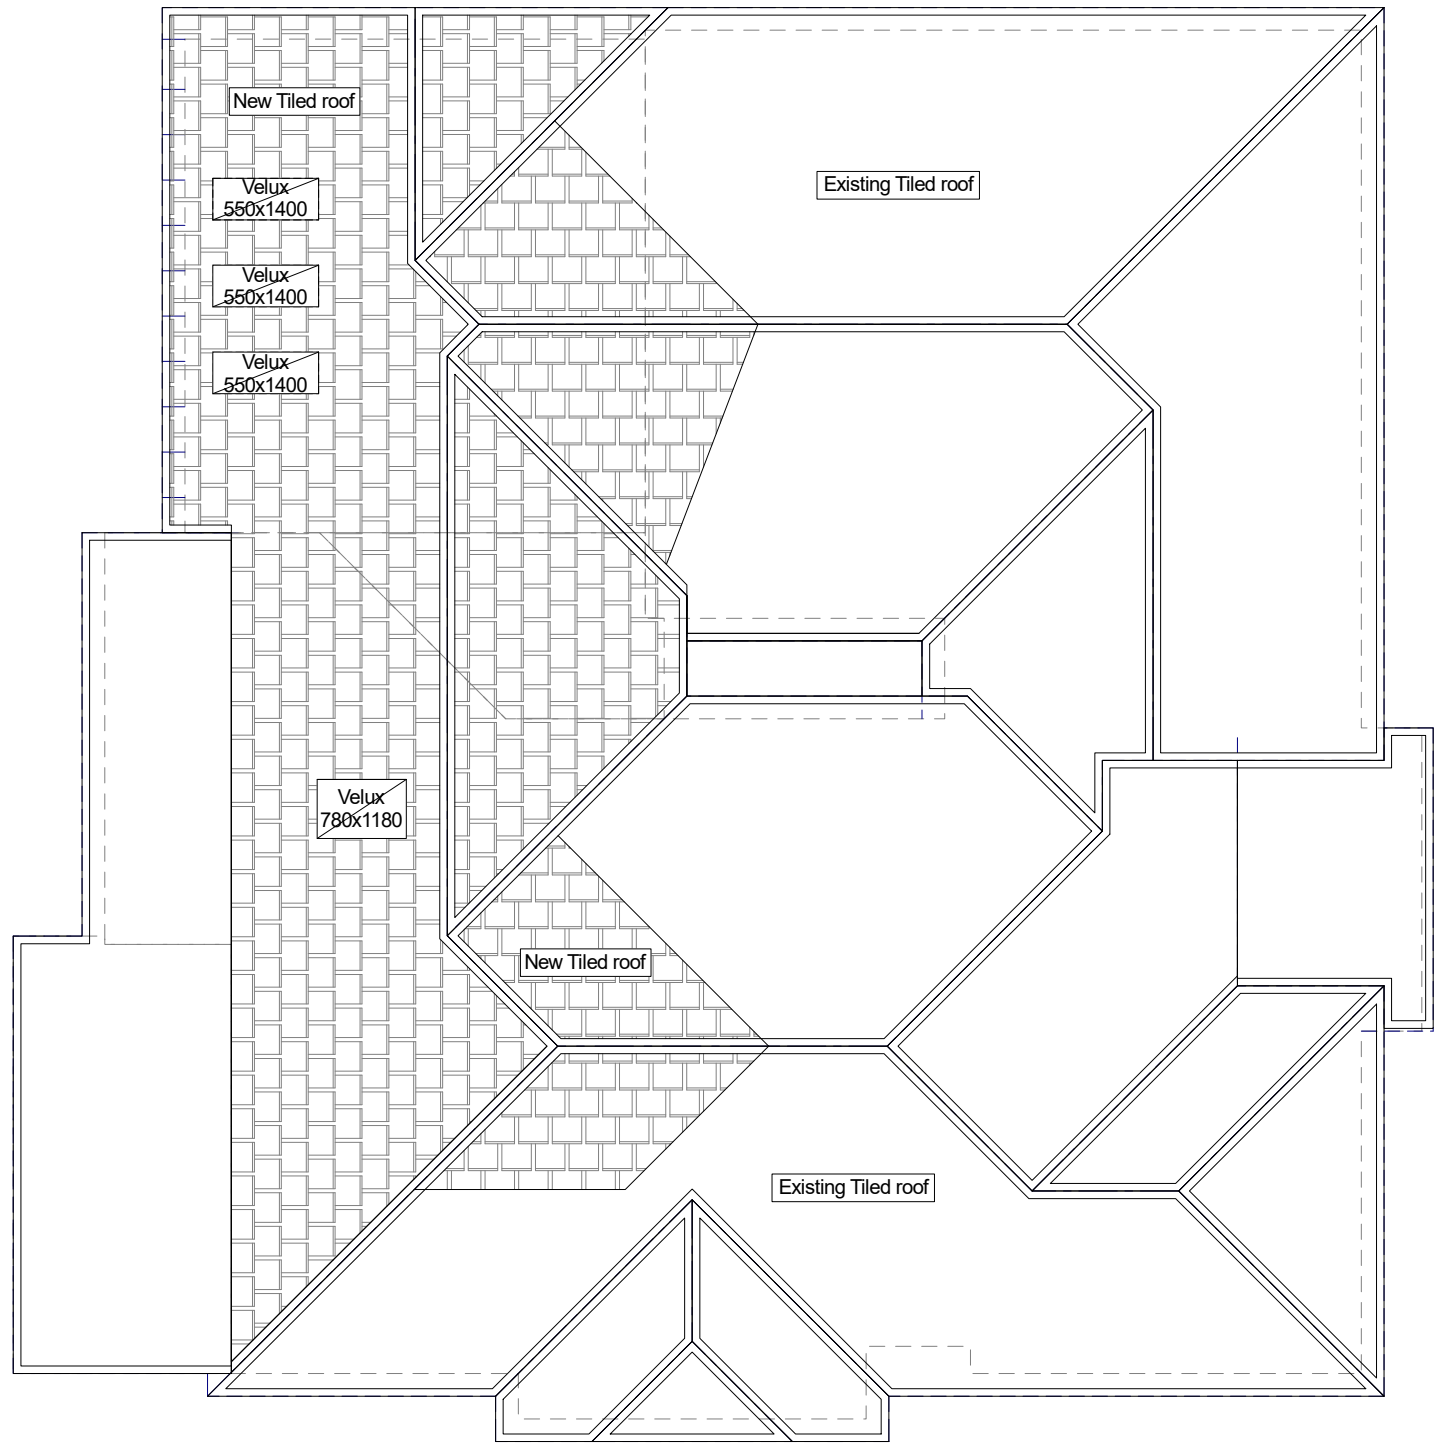 New Tiled roof
Velux
550x1400
Existing Tiled roof
Velux
550x1400
Velux
550x1400
Velux
780x1180
New Tiled roof
Existing Tiled roof